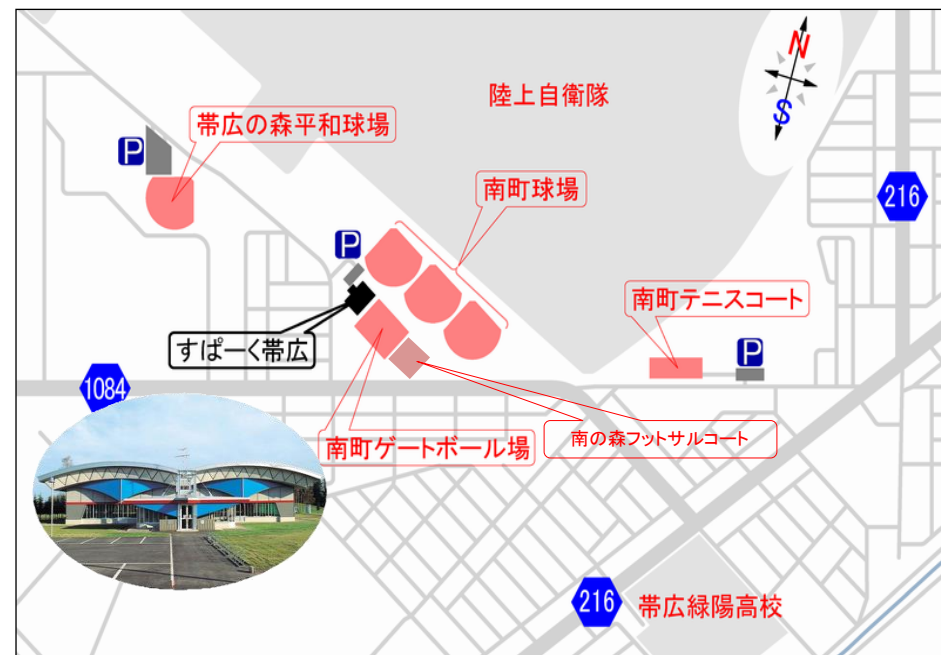 N
陸上自衛隊
S
帯広の森平和球場
P
南町球場
216
P
南町テニスコート
すぱーく帯広
P
1084
南町ゲートボール場
南の森フットサルコート
216
帯広緑陽高校